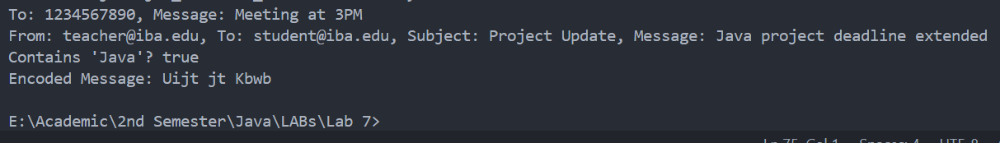 To: 1234567890, Message: Meeting at 3PM
From: teacher@iba.edu, To: student@iba.edu, Subject: Project Update, Message: Java project deadline extended
Contains 'Java'? true
Encoded Message: Uijt jt Kbwb
E:\Academic\2nd Semester\Java\LABs\Lab 7>